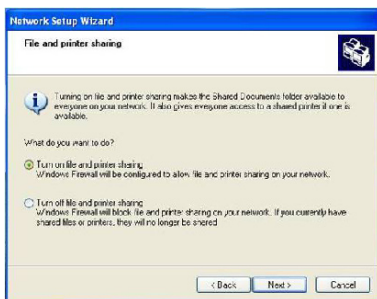 Network Setup Wizard
File and printer sharing
Turning on file and printer sharing makes the Shared Documents folder available to
everyone on your network. It also gives everyone access to a shared printer if one is
available.
What do you want to do?
Turn on file and printer sharing
Windows Firewall will be configured to allow file and printer sharing on your network.
Turn off file and printer sharing
Windows Firewall will block file and printer sharing on your network. If you currently have
shared files or printers, they will no longer be shared
< Back Next > Cancel